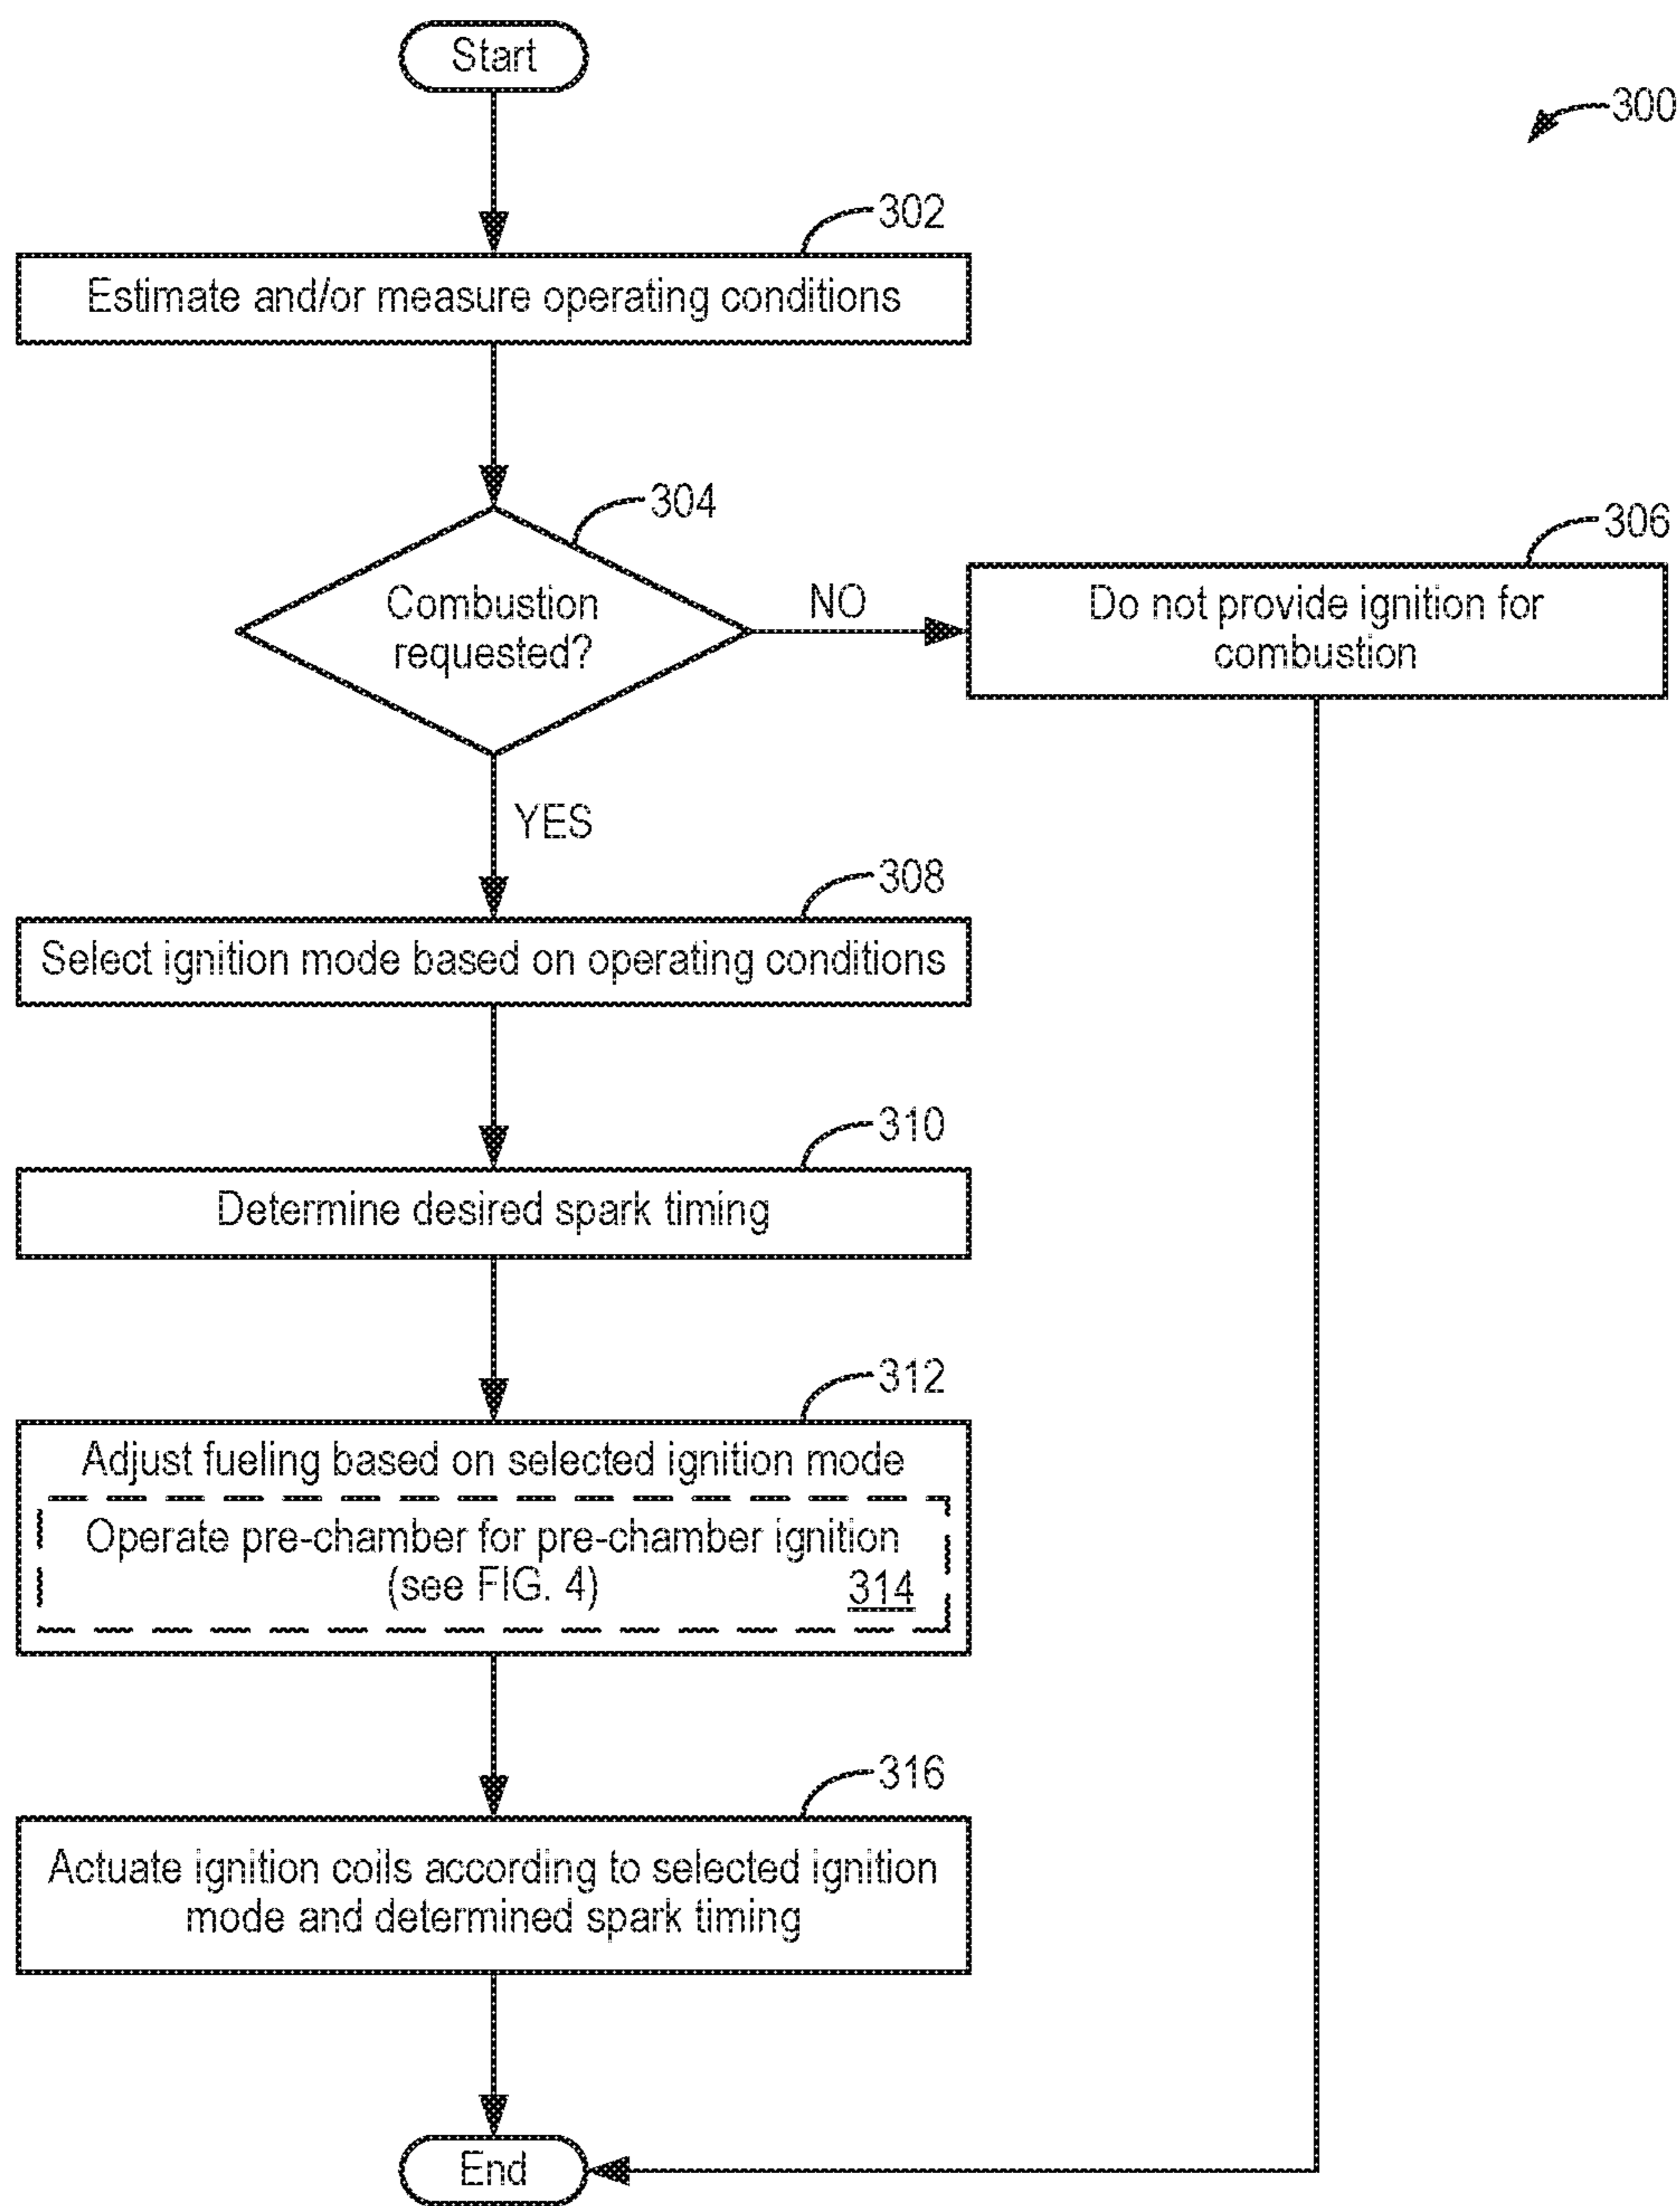 Start
300
302
Estimate and/or measure operating conditions
304
Combustion
requested?
NO
306
Do not provide ignition for
combustion
YES
308
Select ignition mode based on operating conditions
310
Determine desired spark timing
312
Adjust fueling based on selected ignition mode
Operate pre-chamber for pre-chamber ignition
(see FIG. 4) 314
316
Actuate ignition coils according to selected ignition
mode and determined spark timing
End